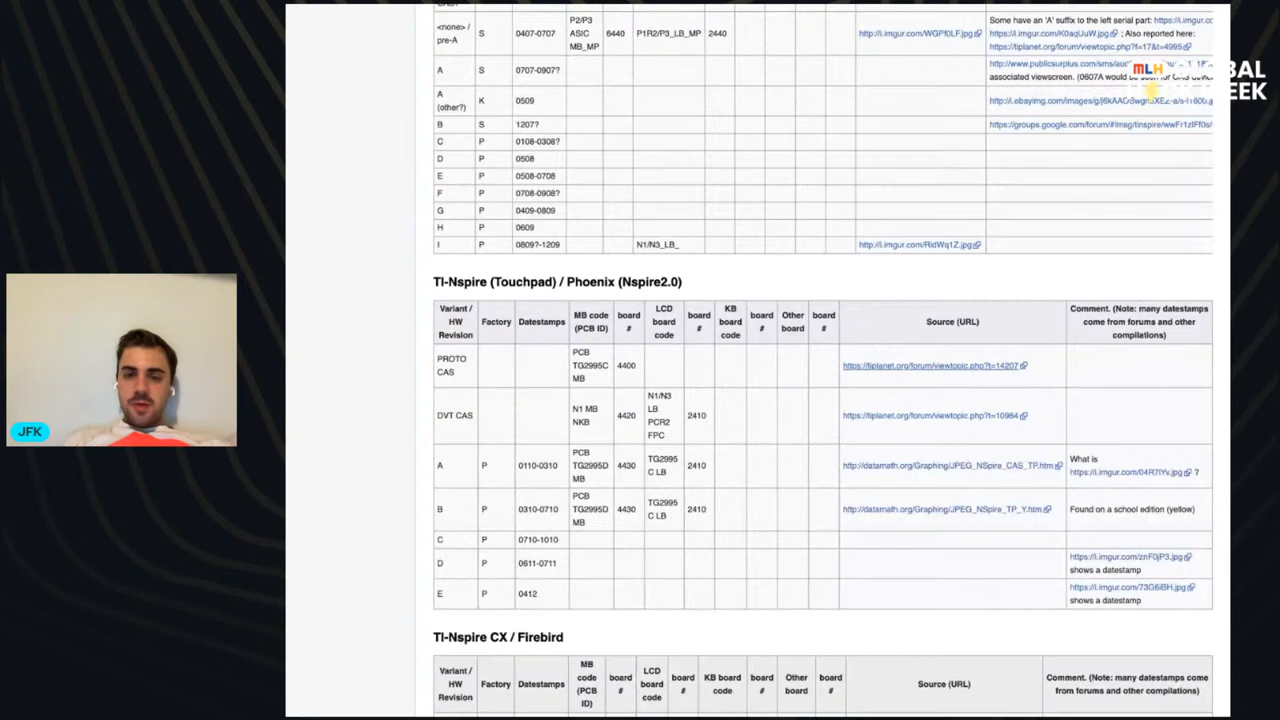 <none> / pre-A S 0407-0707 P2/P3 ASIC MB_MP 6440 P1R2/P3_LB_MP 2440 http://i.imgur.com/WGPf0LF.jpg Some have an 'A' suffix to the left serial part: https://i.imgur.cc
https://i.imgur.com/K0aqUuW.jpg ; Also reported here:
https://tiplanet.org/forum/viewtopic.php?f=17&t=4995
A S 0707-0907? http://www.publicsurplus.com/sms/auc
associated viewscreen. (0607A would be
A (other?) K 0509
B S 1207? https://groups.google.com/forum/#!msg/tinspire/wwFr1zIFf0s/
C P 0108-0308?
D P 0508
E P 0508-0708
F P 0708-0908?
G P 0409-0809
H P 0609
I P 0809?-1209 N1/N3_LB_ http://i.imgur.com/RidWq1Z.jpg
MLH GLOBAL
WEEK
TI-Nspire (Touchpad) / Phoenix (Nspire2.0)
Variant / HW Revision Factory Datestamps MB code (PCB ID) board # LCD board code board # KB board code board # Other board board # Source (URL) Comment. (Note: many datestamps come from forums and other compilations)
PROTO CAS PCB TG2995C MB 4400 https://tiplanet.org/forum/viewtopic.php?t=14207
DVT CAS N1 MB NKB 4420 N1/N3 LB PCR2 FPC 2410 https://tiplanet.org/forum/viewtopic.php?t=10964
A P 0110-0310 PCB TG2995D MB 4430 TG2995 C LB 2410 http://datamath.org/Graphing/JPEG_NSpire_CAS_TP.htm What is https://i.imgur.com/04R7IYv.jpg ?
B P 0310-0710 PCB TG2995D MB 4430 TG2995 C LB 2410 http://datamath.org/Graphing/JPEG_NSpire_TP_Y.htm Found on a school edition (yellow)
C P 0710-1010
D P 0611-0711 https://i.imgur.com/znF0jP3.jpg shows a datestamp
E P 0412 https://i.imgur.com/73G6iBH.jpg shows a datestamp
JFK
TI-Nspire CX / Firebird
Variant / HW Revision Factory Datestamps MB code (PCB ID) board # LCD board code board # KB board code board # Other board board # Source (URL) Comment. (Note: many datestamps come from forums and other compilations)